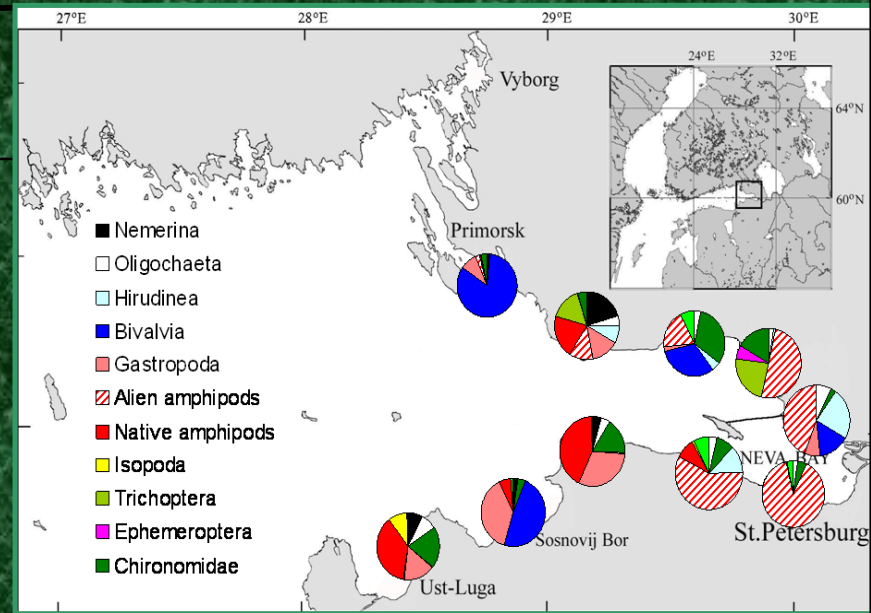 27°E 28°E 29°E 30°E
24°E 32°E
Vyborg
64°N
60°N
Primorsk
Nemerina
Oligochaeta
Hirudinea
Bivalvia
Gastropoda
Alien amphipods
Native amphipods
Isopoda
Trichoptera
Ephemeroptera
Chironomidae
NEVA BAY
St.Petersburg
Sosnovij Bor
Ust-Luga